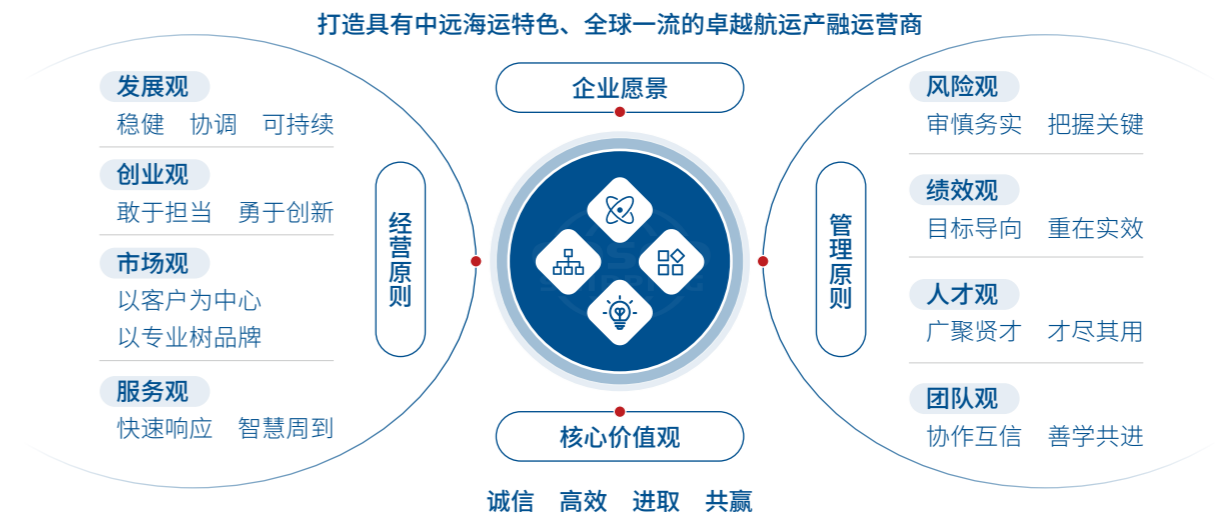 打造具有中远海运特色、全球一流的卓越航运产融运营商
企业愿景
发展观
稳健 协调 可持续
创业观
敢于担当 勇于创新
市场观
以客户为中心
以专业树品牌
服务观
快速响应 智慧周到
经营原则
管理原则
风险观
审慎务实 把握关键
绩效观
目标导向 重在实效
人才观
广聚贤才 才尽其用
团队观
协作互信 善学共进
核心价值观
诚信 高效 进取 共赢